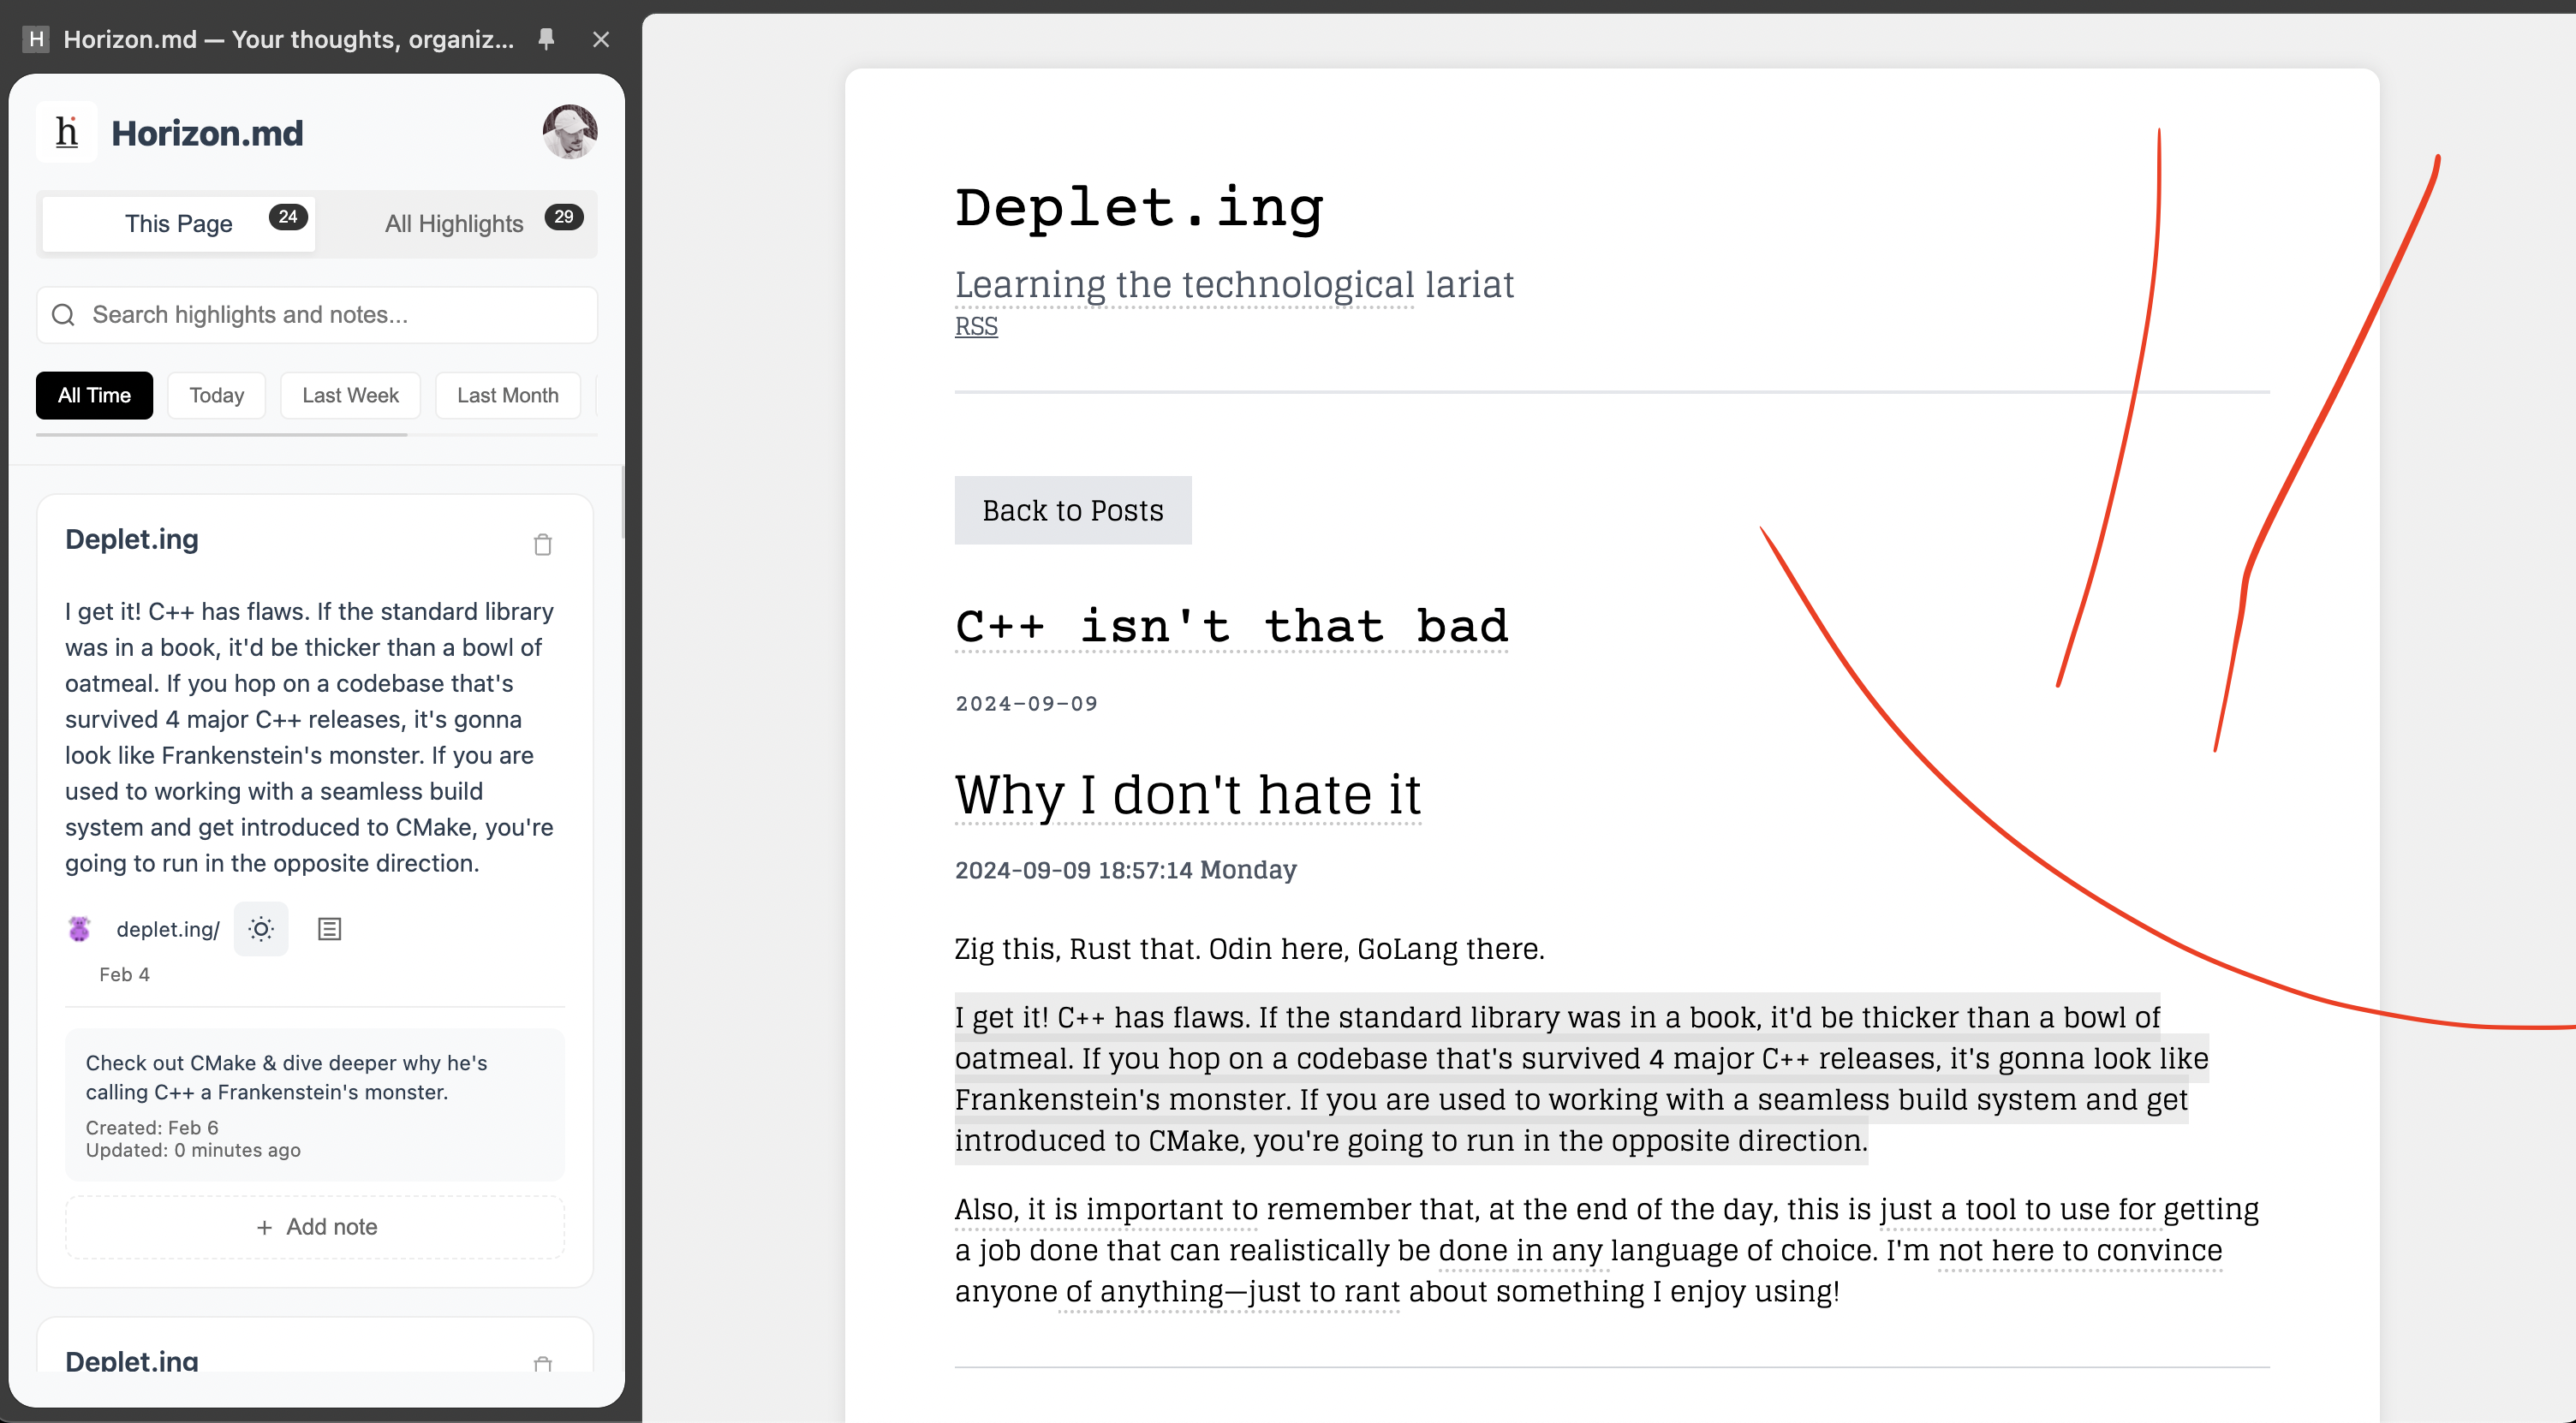 H Horizon.md — Your thoughts, organiz...
h Horizon.md
This Page 24 All Highlights 29
Search highlights and notes...
All Time Today Last Week Last Month
Deplet.ing
I get it! C++ has flaws. If the standard library
was in a book, it'd be thicker than a bowl of
oatmeal. If you hop on a codebase that's
survived 4 major C++ releases, it's gonna
look like Frankenstein's monster. If you are
used to working with a seamless build
system and get introduced to CMake, you're
going to run in the opposite direction.
deplet.ing/
Feb 4
Check out CMake & dive deeper why he's
calling C++ a Frankenstein's monster.
Created: Feb 6
Updated: 0 minutes ago
+ Add note
Deplet.ing
Deplet.ing
Learning the technological lariat
RSS
Back to Posts
C++ isn't that bad
2024-09-09
Why I don't hate it
2024-09-09 18:57:14 Monday
Zig this, Rust that. Odin here, GoLang there.
I get it! C++ has flaws. If the standard library was in a book, it'd be thicker than a bowl of
oatmeal. If you hop on a codebase that's survived 4 major C++ releases, it's gonna look like
Frankenstein's monster. If you are used to working with a seamless build system and get
introduced to CMake, you're going to run in the opposite direction.
Also, it is important to remember that, at the end of the day, this is just a tool to use for getting
a job done that can realistically be done in any language of choice. I'm not here to convince
anyone of anything—just to rant about something I enjoy using!